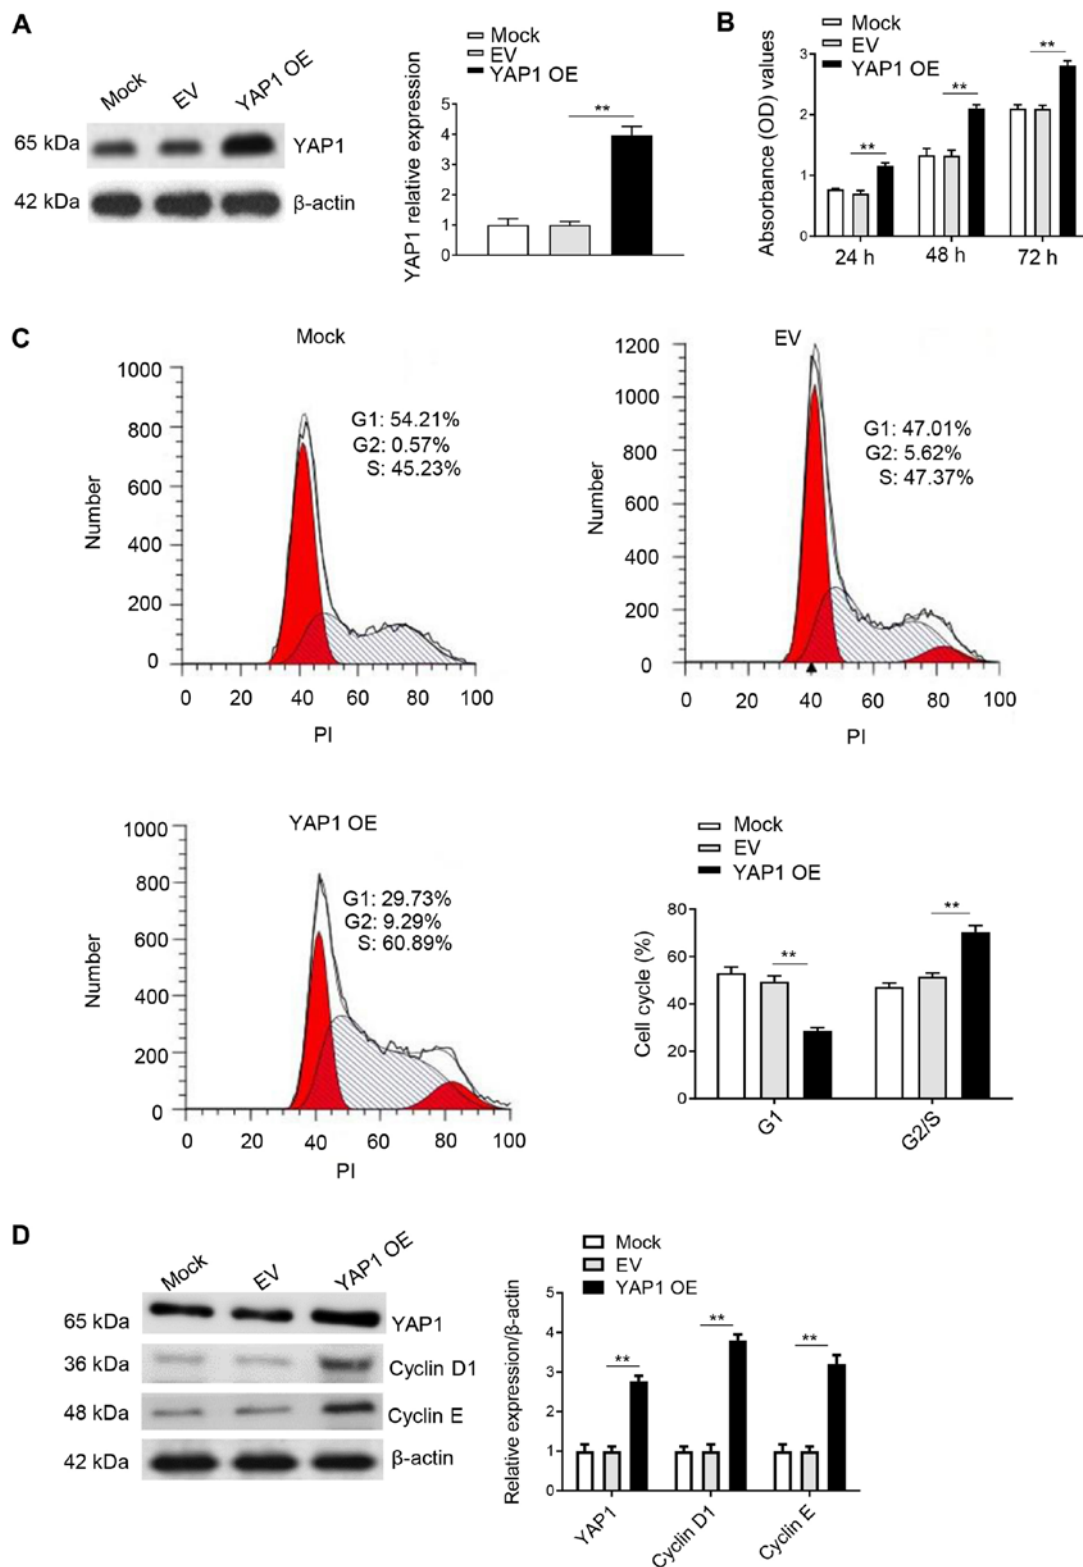 A
Mock
EV
YAP1 OE
65 kDa
YAP1
42 kDa
β-actin
Mock
EV
YAP1 OE
**
YAP1 relative expression
5
4
3
2
1
0
B
Mock
EV
YAP1 OE
**
**
**
Absorbance (OD) values
3
2
1
0
24 h
48 h
72 h
C
Mock
1000
800
600
400
200
0
Number
G1: 54.21%
G2: 0.57%
S: 45.23%
0 20 40 60 80 100
PI
EV
1200
1000
800
600
400
200
0
Number
G1: 47.01%
G2: 5.62%
S: 47.37%
0 20 40 60 80 100
PI
YAP1 OE
1000
800
600
400
200
0
Number
G1: 29.73%
G2: 9.29%
S: 60.89%
0 20 40 60 80 100
PI
Mock
EV
YAP1 OE
**
**
Cell cycle (%)
80
60
40
20
0
G1
G2/S
D
Mock
EV
YAP1 OE
65 kDa
YAP1
36 kDa
Cyclin D1
48 kDa
Cyclin E
42 kDa
β-actin
Mock
EV
YAP1 OE
**
**
**
Relative expression/β-actin
5
4
3
2
1
0
YAP1
Cyclin D1
Cyclin E